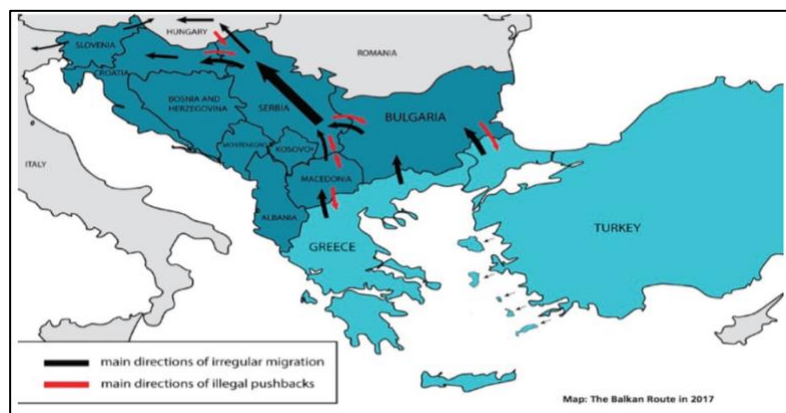 HUNGARY
SLOVENIA
ROMANIA
CROATIA
BOSNIA AND
HERZEGOVINA
SERBIA
BULGARIA
ITALY
MONTENEGRO
KOSOVO
MACEDONIA
ALBANIA
GREECE
TURKEY
main directions of irregular migration
main directions of illegal pushbacks
Map: The Balkan Route in 2017